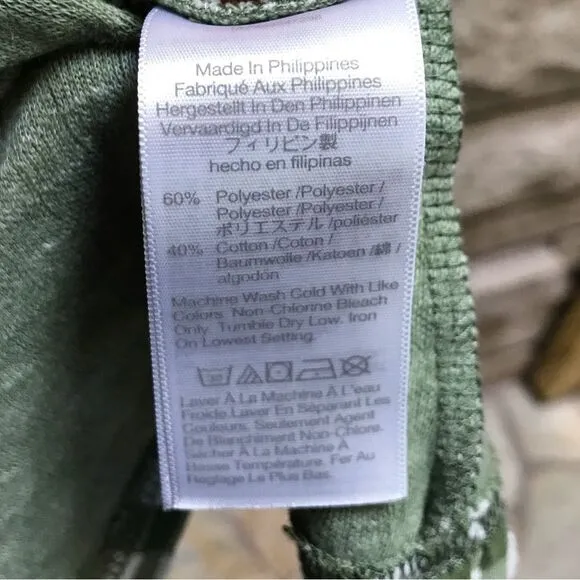 Made In Philippines
Fabriqué Aux Philippines
Hergestellt In Den Philippinen
Vervaardigd In De Filippijnen
フィリピン製
hecho en filipinas
60% Polyester /Polyester /
Polyester /Polyester /
ポリエステル /poliéster
40% Cotton /Coton /
Baumwolle /Katoen /綿 /
algodón
Machine Wash Cold With Like
Colors. Non-Chlorine Bleach
Only. Tumble Dry Low. Iron
On Lowest Setting.
Laver À La Machine À L'eau
Froide.Laver En Séparant Les
Couleurs. Seulement Agent
De Blanchiment Non-Chlore.
Sécher À La Machine À
Basse Température. Fer Au
Reglage Le Plus Bas.